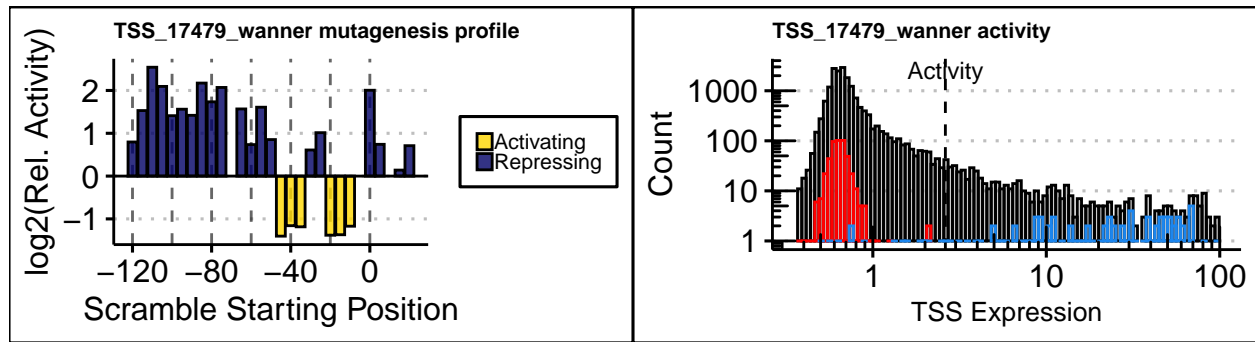 TSS_17479_wanner mutagenesis profile
log2(Rel. Activity)
2
1
0
−1
−120
−80
−40
0
Scramble Starting Position
Activating
Repressing
TSS_17479_wanner activity
Activity
Count
1000
100
10
1
1
10
100
TSS Expression